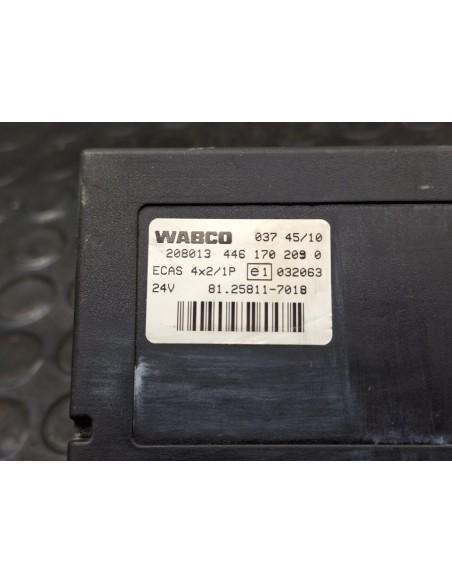 WABCO 037 45/10
208013 446 170 209 0
ECAS 4x2/1P e1 032063
24V 81.25811-7018